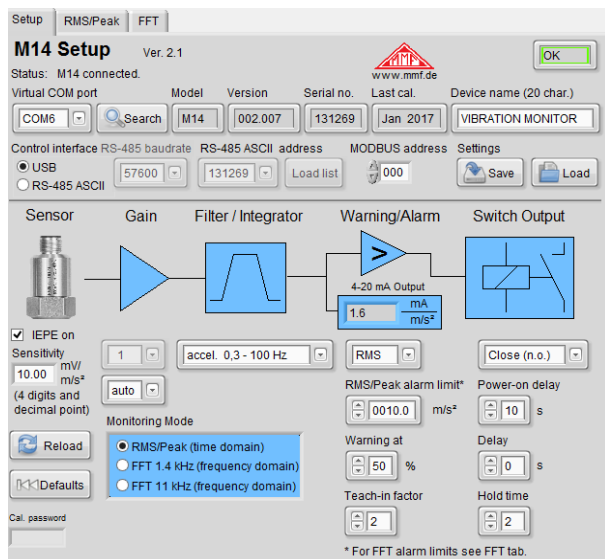 Setup RMS/Peak FFT
M14 Setup Ver. 2.1
MMF
OK
Status: M14 connected.
www.mmf.de
Virtual COM port Model Version Serial no. Last cal. Device name (20 char.)
COM6 Search M14 002.007 131269 Jan 2017 VIBRATION MONITOR
Control interface RS-485 baudrate RS-485 ASCII address MODBUS address Settings
USB
RS-485 ASCII
57600 131269 Load list 000 Save Load
Sensor Gain Filter / Integrator Warning/Alarm Switch Output
>
4-20 mA Output
1.6 mA
m/s²
IEPE on
Sensitivity
10.00 mV/
m/s²
(4 digits and
decimal point)
1 accel. 0,3 - 100 Hz RMS Close (n.o.)
auto
RMS/Peak alarm limit* Power-on delay
0010.0 m/s² 10 s
Monitoring Mode
RMS/Peak (time domain)
FFT 1.4 kHz (frequency domain)
FFT 11 kHz (frequency domain)
Reload
Defaults
Warning at Delay
50 % 0 s
Teach-in factor Hold time
2 2
Cal. password
* For FFT alarm limits see FFT tab.